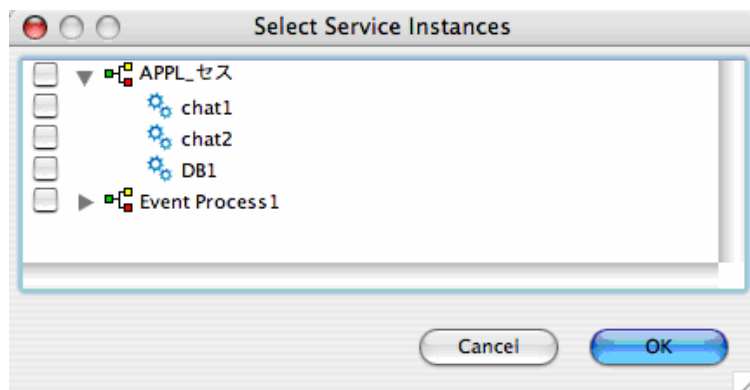 Select Service Instances
APPL_セス
chat1
chat2
DB1
Event Process1
Cancel
OK